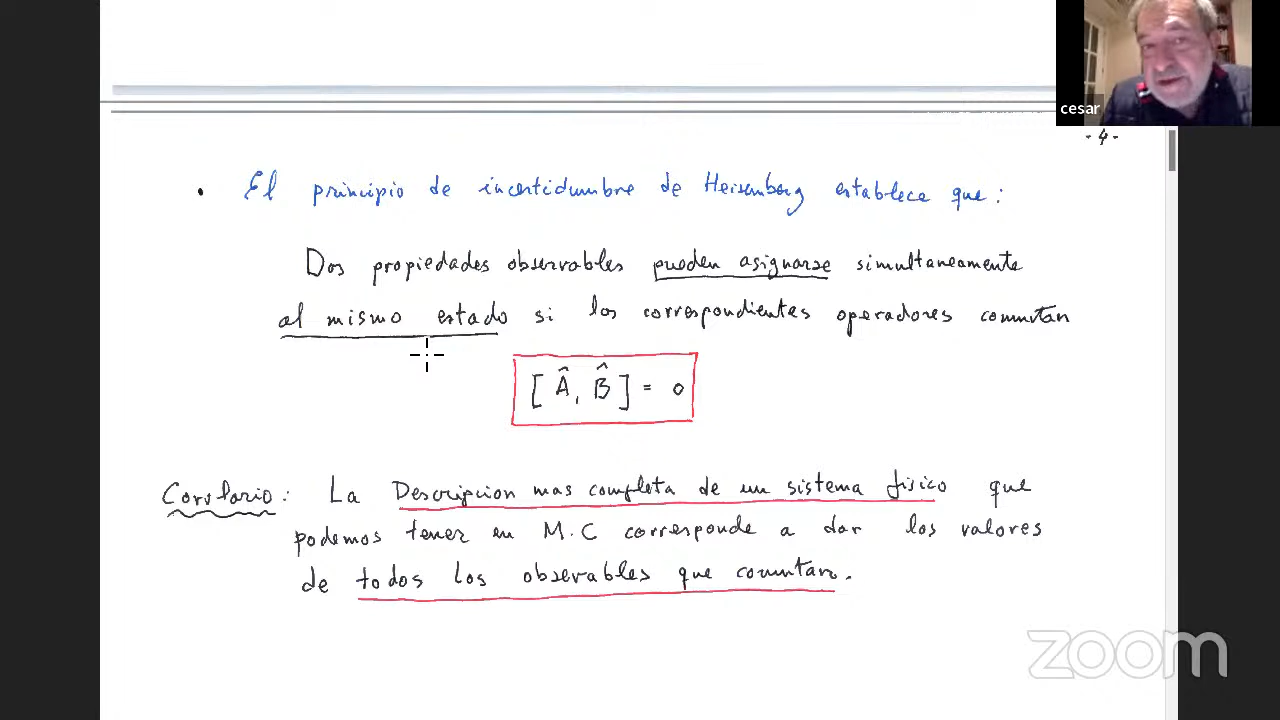 cesar
- 4 -
• El principio de incertidumbre de Heisenberg establece que:
Dos propiedades observables pueden asignarse simultaneamente
al mismo estado si los correspondientes operadores conmutan
[ Â, B̂ ] = 0
Corolario: La Descripcion mas completa de un sistema fisico que
podemos tener en M.C corresponde a dar los valores
de todos los observables que conmutan.
zoom